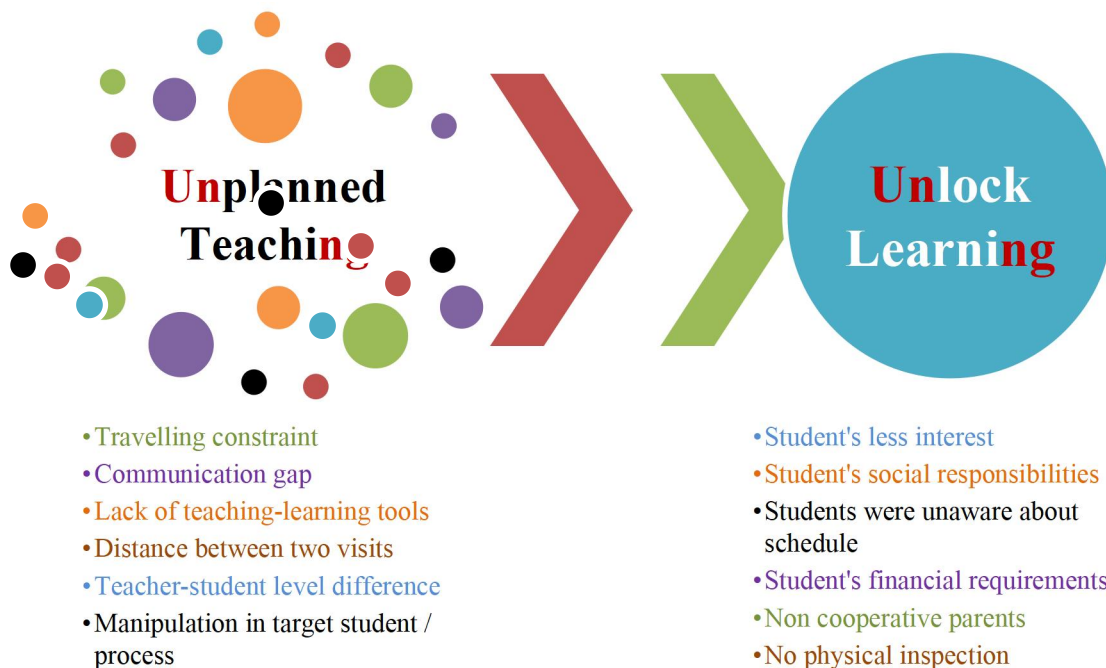 Unplanned
Teaching
Unlock
Learning
•Travelling constraint
•Communication gap
•Lack of teaching-learning tools
•Distance between two visits
•Teacher-student level difference
•Manipulation in target student /
process
•Student's less interest
•Student's social responsibilities
•Students were unaware about
schedule
•Student's financial requirements
•Non cooperative parents
•No physical inspection